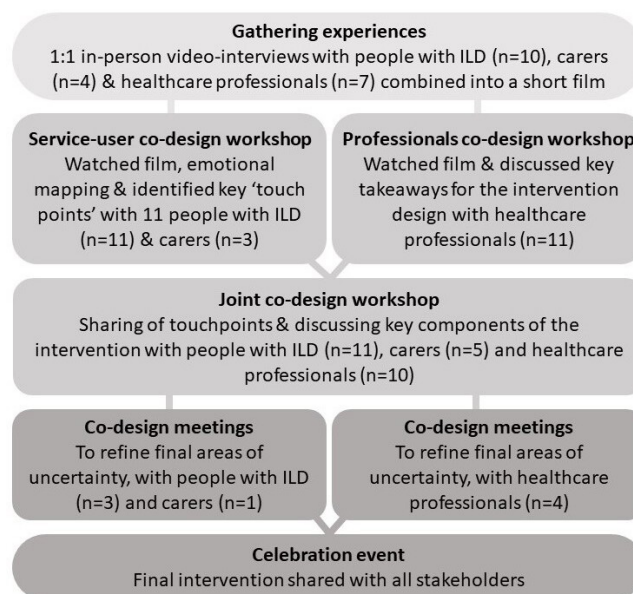 Gathering experiences
1:1 in-person video-interviews with people with ILD (n=10), carers
(n=4) & healthcare professionals (n=7) combined into a short film
Service-user co-design workshop
Watched film, emotional
mapping & identified key ‘touch
points’ with 11 people with ILD
(n=11) & carers (n=3)
Professionals co-design workshop
Watched film & discussed key
takeaways for the intervention
design with healthcare
professionals (n=11)
Joint co-design workshop
Sharing of touchpoints & discussing key components of the
intervention with people with ILD (n=11), carers (n=5) and healthcare
professionals (n=10)
Co-design meetings
To refine final areas of
uncertainty, with people with ILD
(n=3) and carers (n=1)
Co-design meetings
To refine final areas of
uncertainty, with healthcare
professionals (n=4)
Celebration event
Final intervention shared with all stakeholders